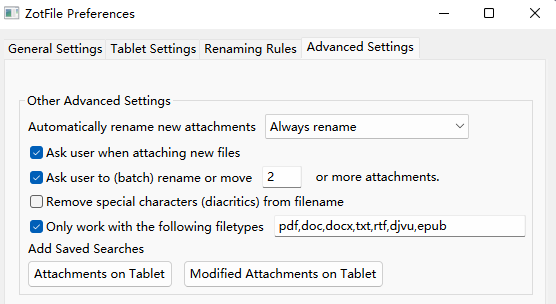 ZotFile Preferences
General Settings Tablet Settings Renaming Rules Advanced Settings
Other Advanced Settings
Automatically rename new attachments Always rename
Ask user when attaching new files
Ask user to (batch) rename or move 2 or more attachments.
Remove special characters (diacritics) from filename
Only work with the following filetypes pdf,doc,docx,txt,rtf,djvu,epub
Add Saved Searches
Attachments on Tablet Modified Attachments on Tablet